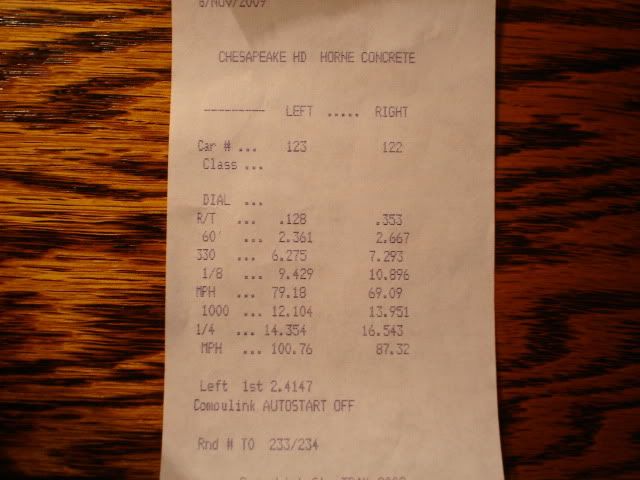 8/NOV/2009
CHESAPEAKE HD HORNE CONCRETE
---------- LEFT ..... RIGHT
Car # ... 123 122
Class ...
DIAL ...
R/T ... .128 .353
60' ... 2.361 2.667
330 ... 6.275 7.293
1/8 ... 9.429 10.896
MPH ... 79.18 69.09
1000 ... 12.104 13.951
1/4 ... 14.354 16.543
MPH ... 100.76 87.32
Left 1st 2.4147
Compulink AUTOSTART OFF
Rnd # TO 233/234